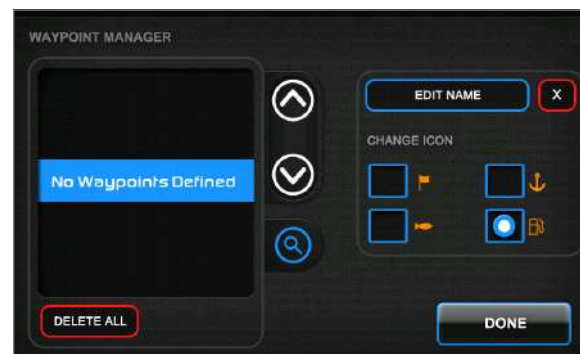 WAYPOINT MANAGER
No Waypoints Defined
DELETE ALL
EDIT NAME
X
CHANGE ICON
DONE